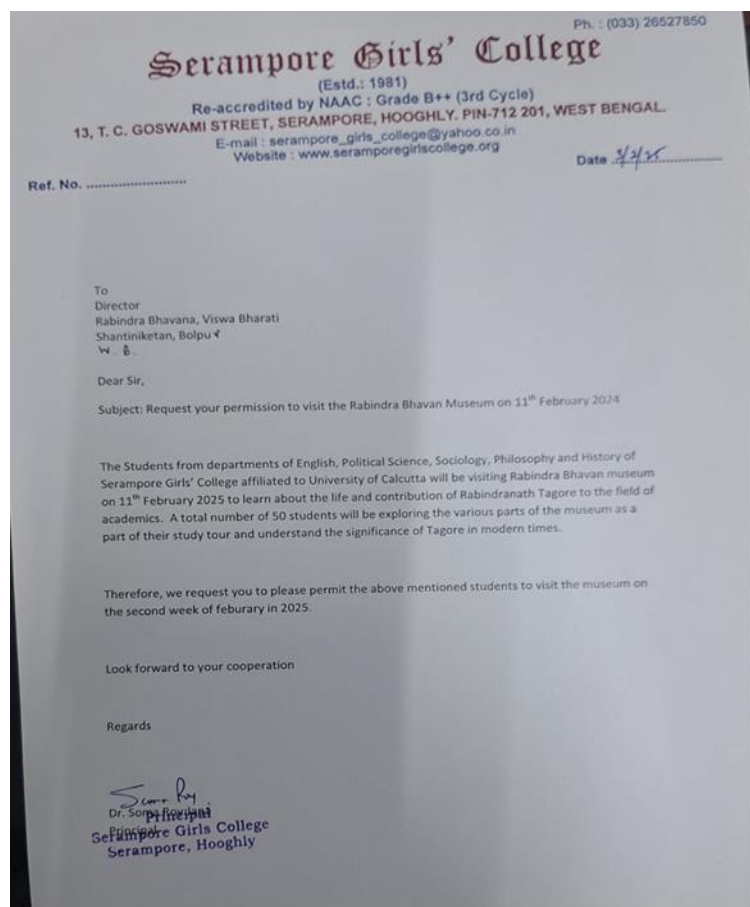 Ph. : (033) 26527850
Serampore Girls' College
(Estd.: 1981)
Re-accredited by NAAC : Grade B++ (3rd Cycle)
13, T. C. GOSWAMI STREET, SERAMPORE, HOOGHLY. PIN-712 201, WEST BENGAL.
E-mail : serampore_girls_college@yahoo.co.in
Website : www.seramporegirlscollege.org
Date
Ref. No. ..........................
To
Director
Rabindra Bhavana, Viswa Bharati
Shantiniketan, Bolpur
W. B.
Dear Sir,
Subject: Request your permission to visit the Rabindra Bhavan Museum on 11th February 2024
The Students from departments of English, Political Science, Sociology, Philosophy and History of
Serampore Girls' College affiliated to University of Calcutta will be visiting Rabindra Bhavan museum
on 11th February 2025 to learn about the life and contribution of Rabindranath Tagore to the field of
academics. A total number of 50 students will be exploring the various parts of the museum as a
part of their study tour and understand the significance of Tagore in modern times.
Therefore, we request you to please permit the above mentioned students to visit the museum on
the second week of feburary in 2025.
Look forward to your cooperation
Regards
Dr. Soma
Principal
Principal
Serampore Girls College
Serampore, Hooghly